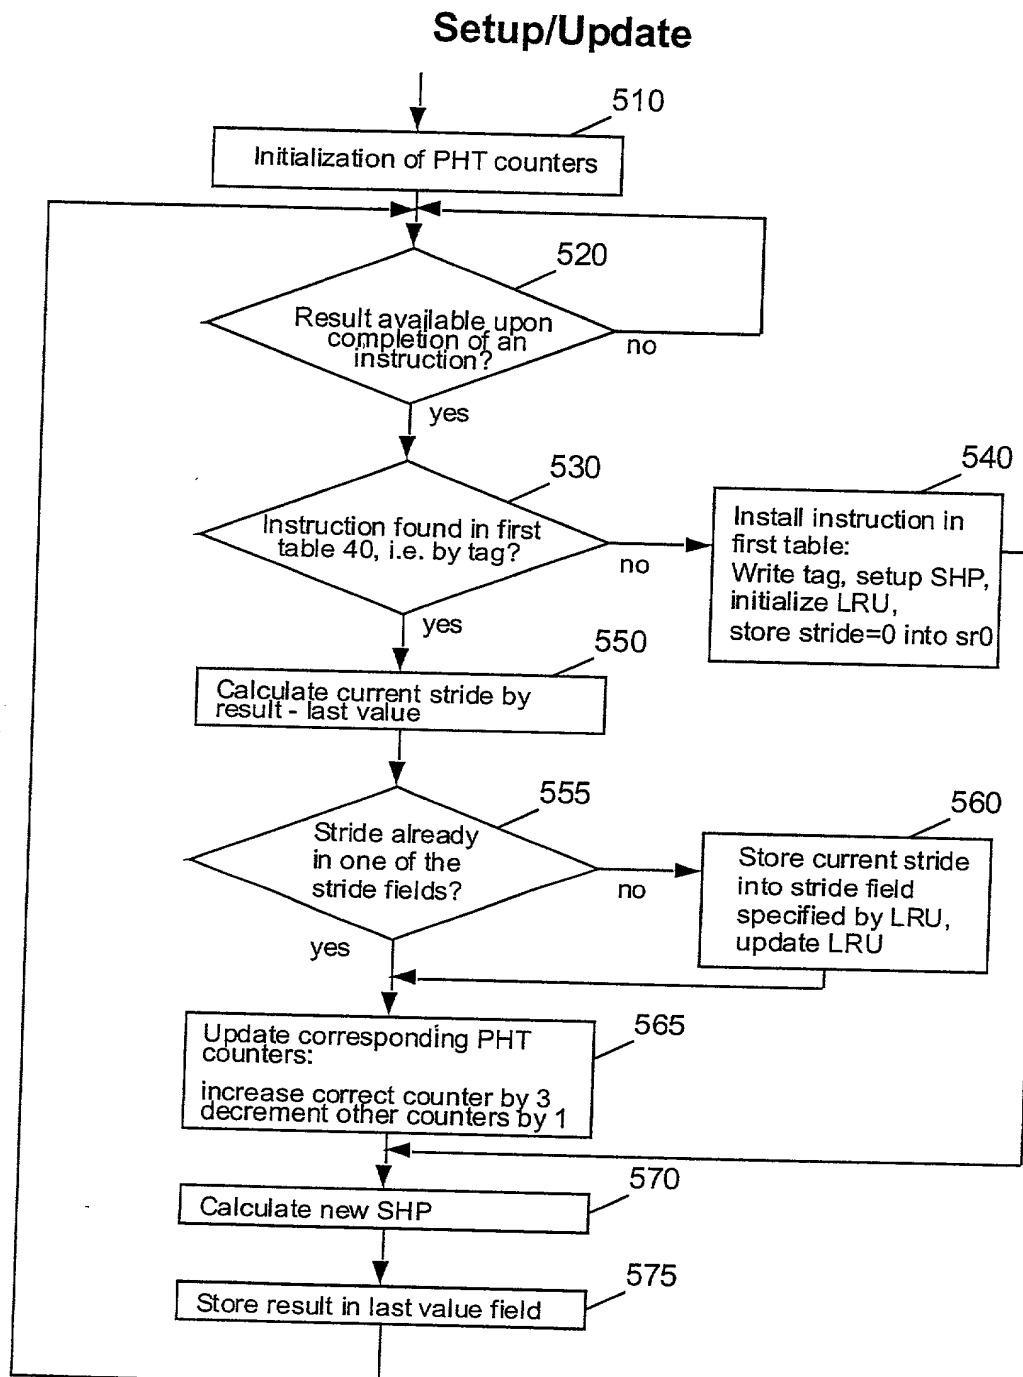 Setup/Update
510
Initialization of PHT counters
520
Result available upon
completion of an
instruction?
no
yes
530
Instruction found in first
table 40, i.e. by tag?
no
yes
540
Install instruction in
first table:
Write tag, setup SHP,
initialize LRU,
store stride=0 into sr0
550
Calculate current stride by
result - last value
555
Stride already
in one of the
stride fields?
no
yes
560
Store current stride
into stride field
specified by LRU,
update LRU
565
Update corresponding PHT
counters:
increase correct counter by 3
decrement other counters by 1
570
Calculate new SHP
575
Store result in last value field